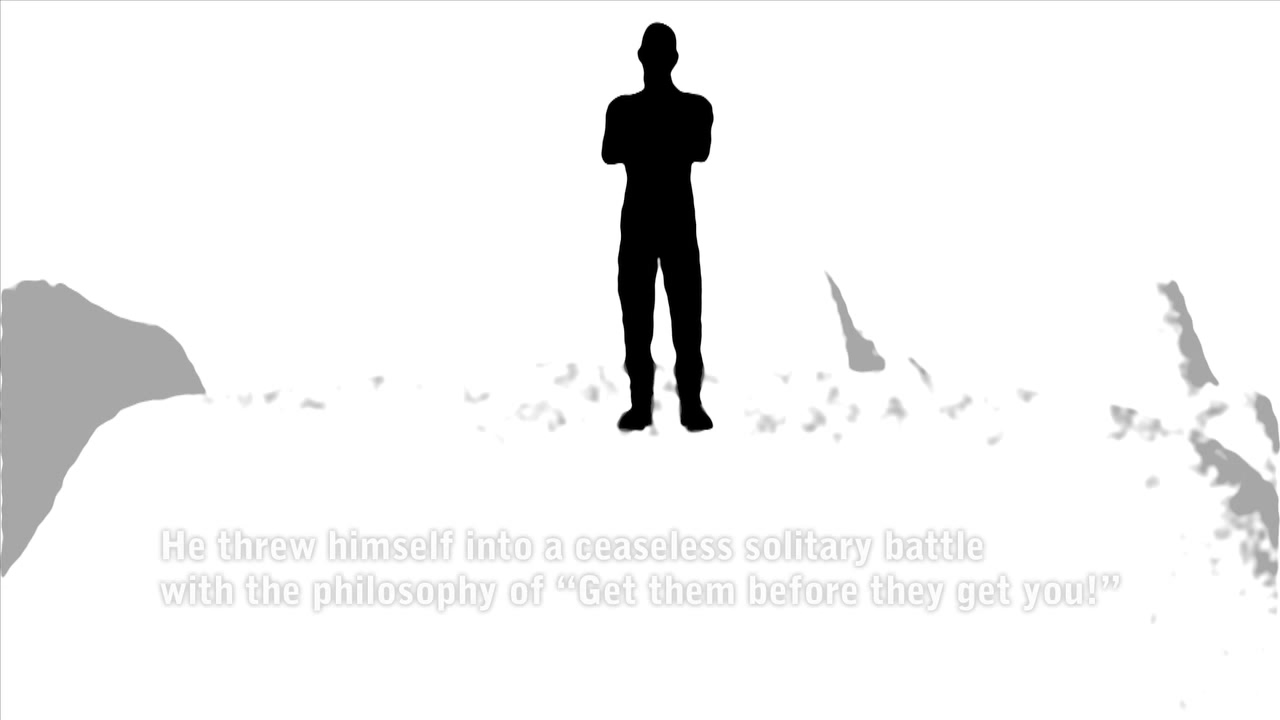 He threw himself into a ceaseless solitary battle
with the philosophy of “Get them before they get you!”